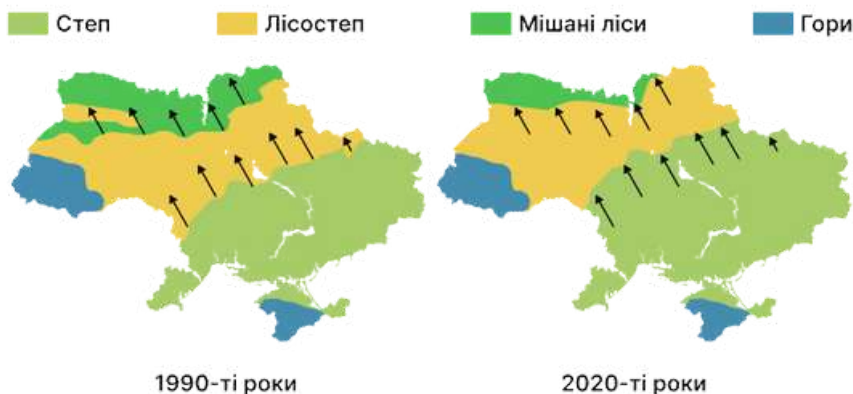 Степ Лісостеп Мішані ліси Гори
1990-ті роки 2020-ті роки